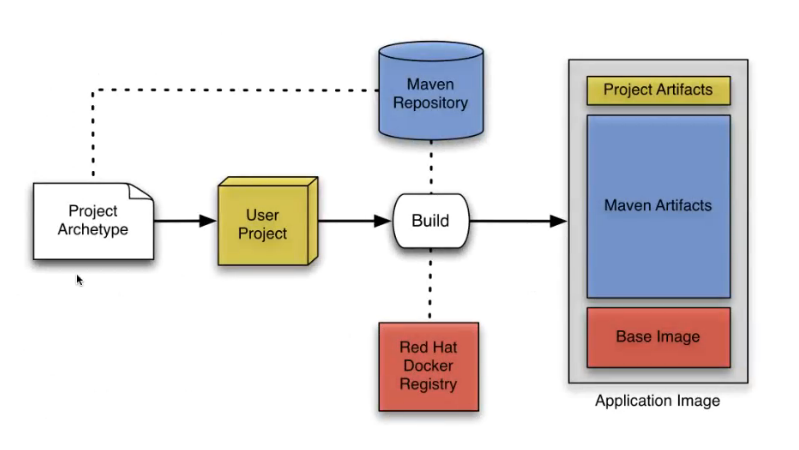 Maven
Repository
Project Artifacts
Maven Artifacts
Project
Archetype
User
Project
Build
Red Hat
Docker
Registry
Base Image
Application Image